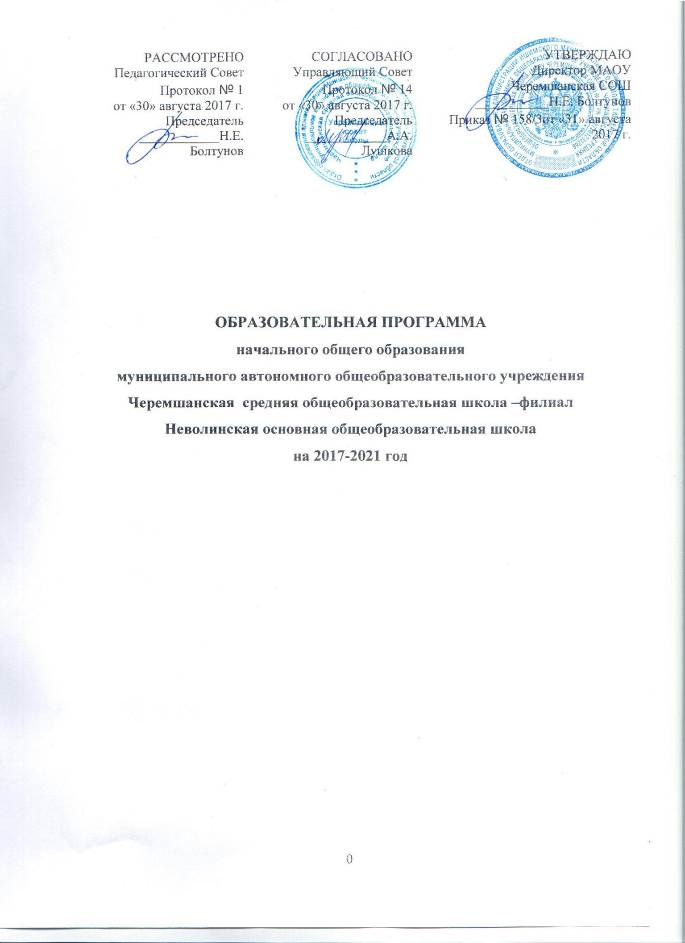 РАССМОТРЕНО
Педагогический Совет
Протокол № 1
от «30» августа 2017 г.
Председатель
Н.Е.
Болтунов
СОГЛАСОВАНО
Управляющий Совет
Протокол № 14
от «30» августа 2017 г.
Председатель
А.А.
Лушкова
УТВЕРЖДАЮ
Директор МАОУ
Черемшанская СОШ
Н.Е. Болтунов
Приказ № 158/3от «31» августа
2017 г.
ОБРАЗОВАТЕЛЬНАЯ ПРОГРАММА
начального общего образования
муниципального автономного общеобразовательного учреждения
Черемшанская средняя общеобразовательная школа –филиал
Неволинская основная общеобразовательная школа
на 2017-2021 год
0